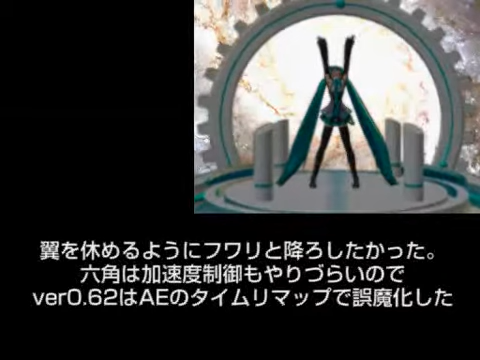 翼を休めるようにフワリと降ろしたかった。
六角は加速度制御もやりづらいので
ver0.62はAEのタイムリマップで誤魔化した